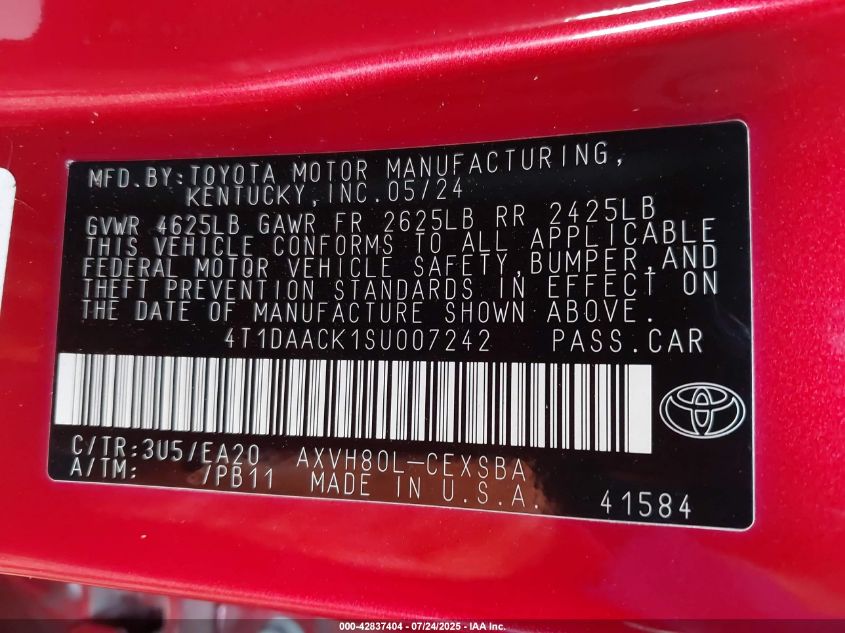 MFD.BY:TOYOTA MOTOR MANUFACTURING,
KENTUCKY,INC.05/24
GVWR 4625LB GAWR FR 2625LB RR 2425LB
THIS VEHICLE CONFORMS TO ALL APPLICABLE
FEDERAL MOTOR VEHICLE SAFETY,BUMPER,AND
THEFT PREVENTION STANDARDS IN EFFECT ON
THE DATE OF MANUFACTURE SHOWN ABOVE.
4T1DAACK1SU007242 PASS.CAR
C/TR:3U5/EA20 AXVH80L-CEXSBA
A/TM: /PB11 MADE IN U.S.A. 41584
000-42837404 | 07/24/2025 - IAA Inc.